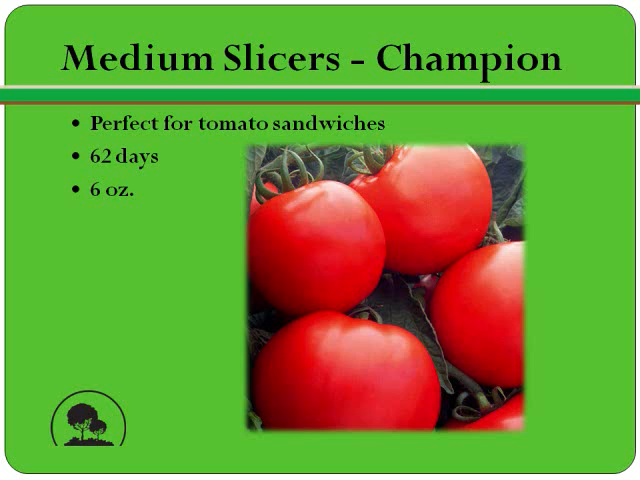 Medium Slicers - Champion
• Perfect for tomato sandwiches
• 62 days
• 6 oz.